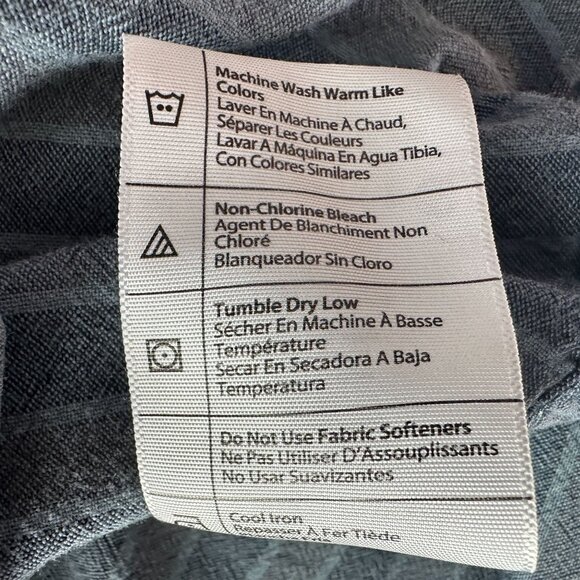 Machine Wash Warm Like
Colors
Laver En Machine À Chaud,
Séparer Les Couleurs
Lavar A Máquina En Agua Tibia,
Con Colores Similares
Non-Chlorine Bleach
Agent De Blanchiment Non
Chloré
Blanqueador Sin Cloro
Tumble Dry Low
Sécher En Machine À Basse
Température
Secar En Secadora A Baja
Temperatura
Do Not Use Fabric Softeners
Ne Pas Utiliser D'Assouplissants
No Usar Suavizantes
Cool Iron
Repasser À Fer Tiède